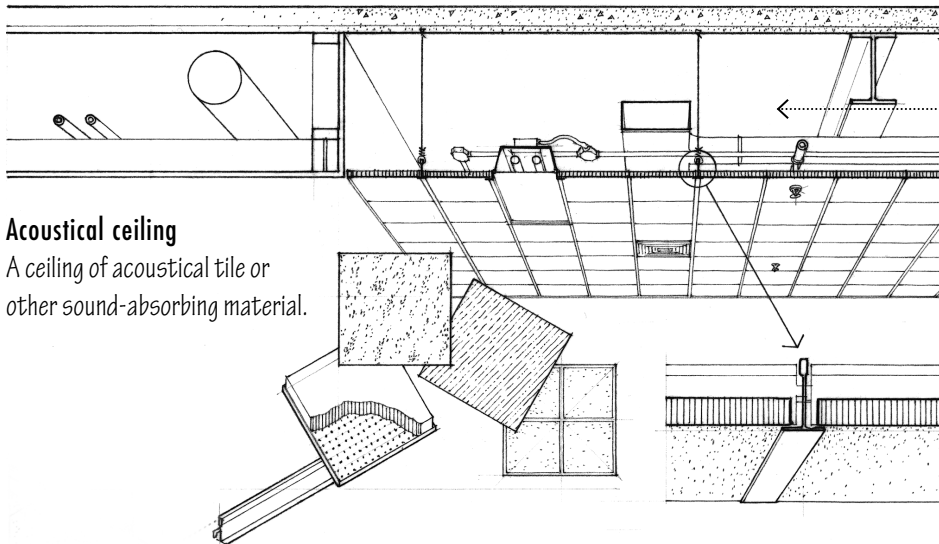 Acoustical ceiling
A ceiling of acoustical tile or
other sound-absorbing material.